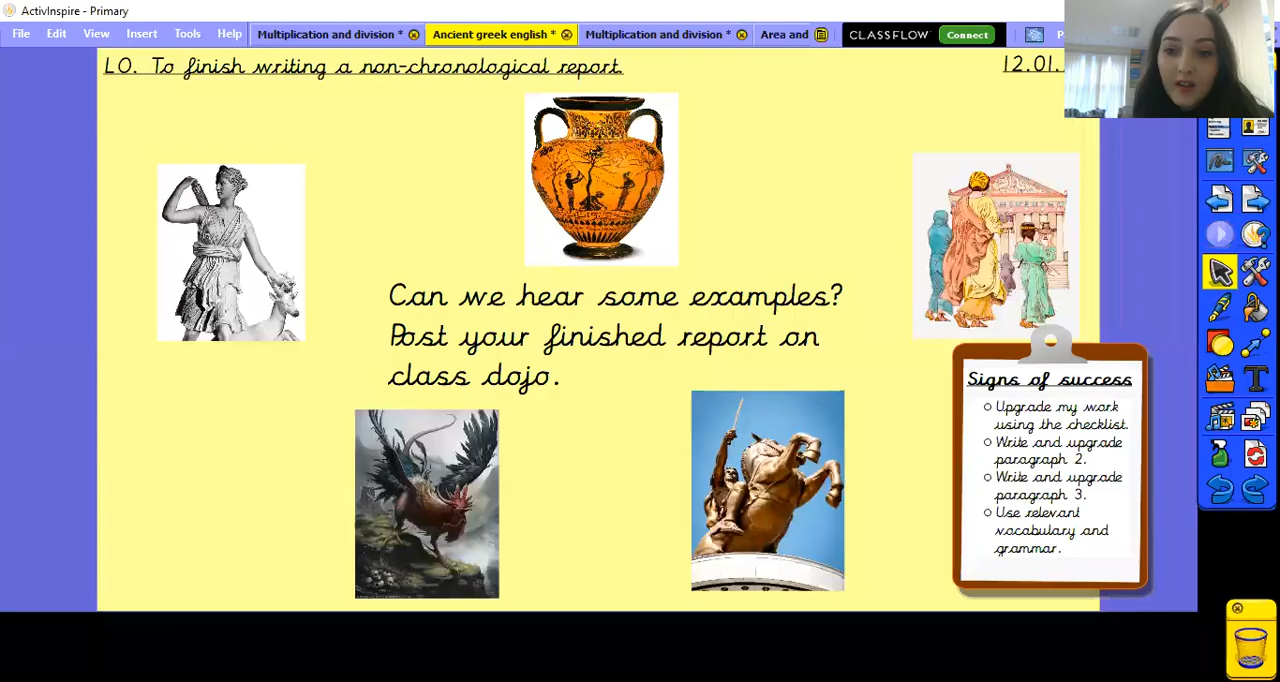 ActivInspire - Primary
File Edit View Insert Tools Help Multiplication and division * Ancient greek english * Multiplication and division * Area and CLASSFLOW Connect
LO. To finish writing a non-chronological report.
12.01.
Can we hear some examples?
Post your finished report on
class dojo.
Signs of success
Upgrade my work
using the checklist.
Write and upgrade
paragraph 2.
Write and upgrade
paragraph 3.
Use relevant
vocabulary and
grammar.